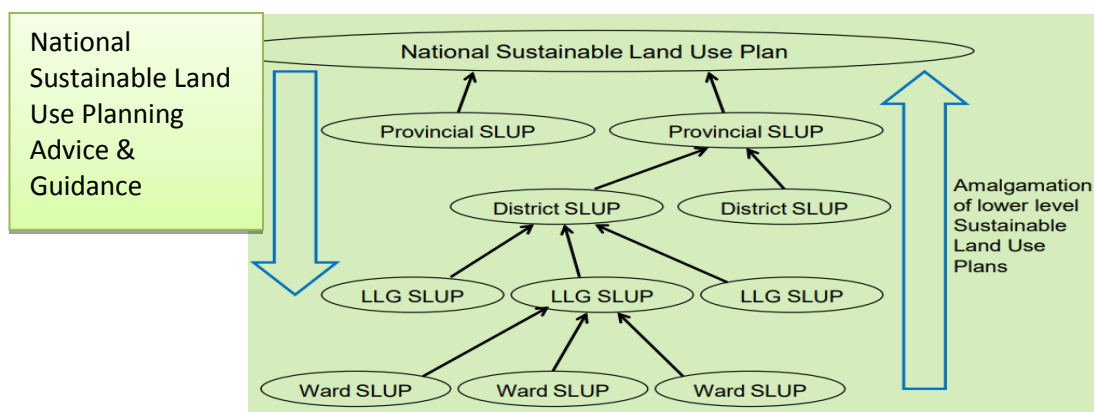 National
Sustainable Land
Use Planning
Advice &
Guidance
National Sustainable Land Use Plan
Provincial SLUP
Provincial SLUP
District SLUP
District SLUP
Amalgamation
of lower level
Sustainable
Land Use
Plans
LLG SLUP
LLG SLUP
LLG SLUP
Ward SLUP
Ward SLUP
Ward SLUP